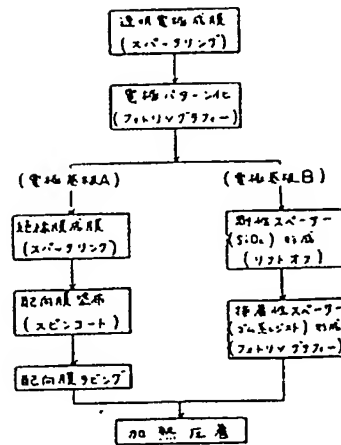 透明電極成膜
(スパッタリング)
電極パターン化
(フォトリソグラフィー)
(電極基板A)
(電極基板B)
絶縁膜成膜
(スパッタリング)
配向膜塗布
(スピンコート)
配向膜ラビング
剛性スペーサー
(SiO₂)形成
(リフトオフ)
接着性スペーサー
(ゴム系レジスト)形成
(フォトリソグラフィー)
加熱圧着